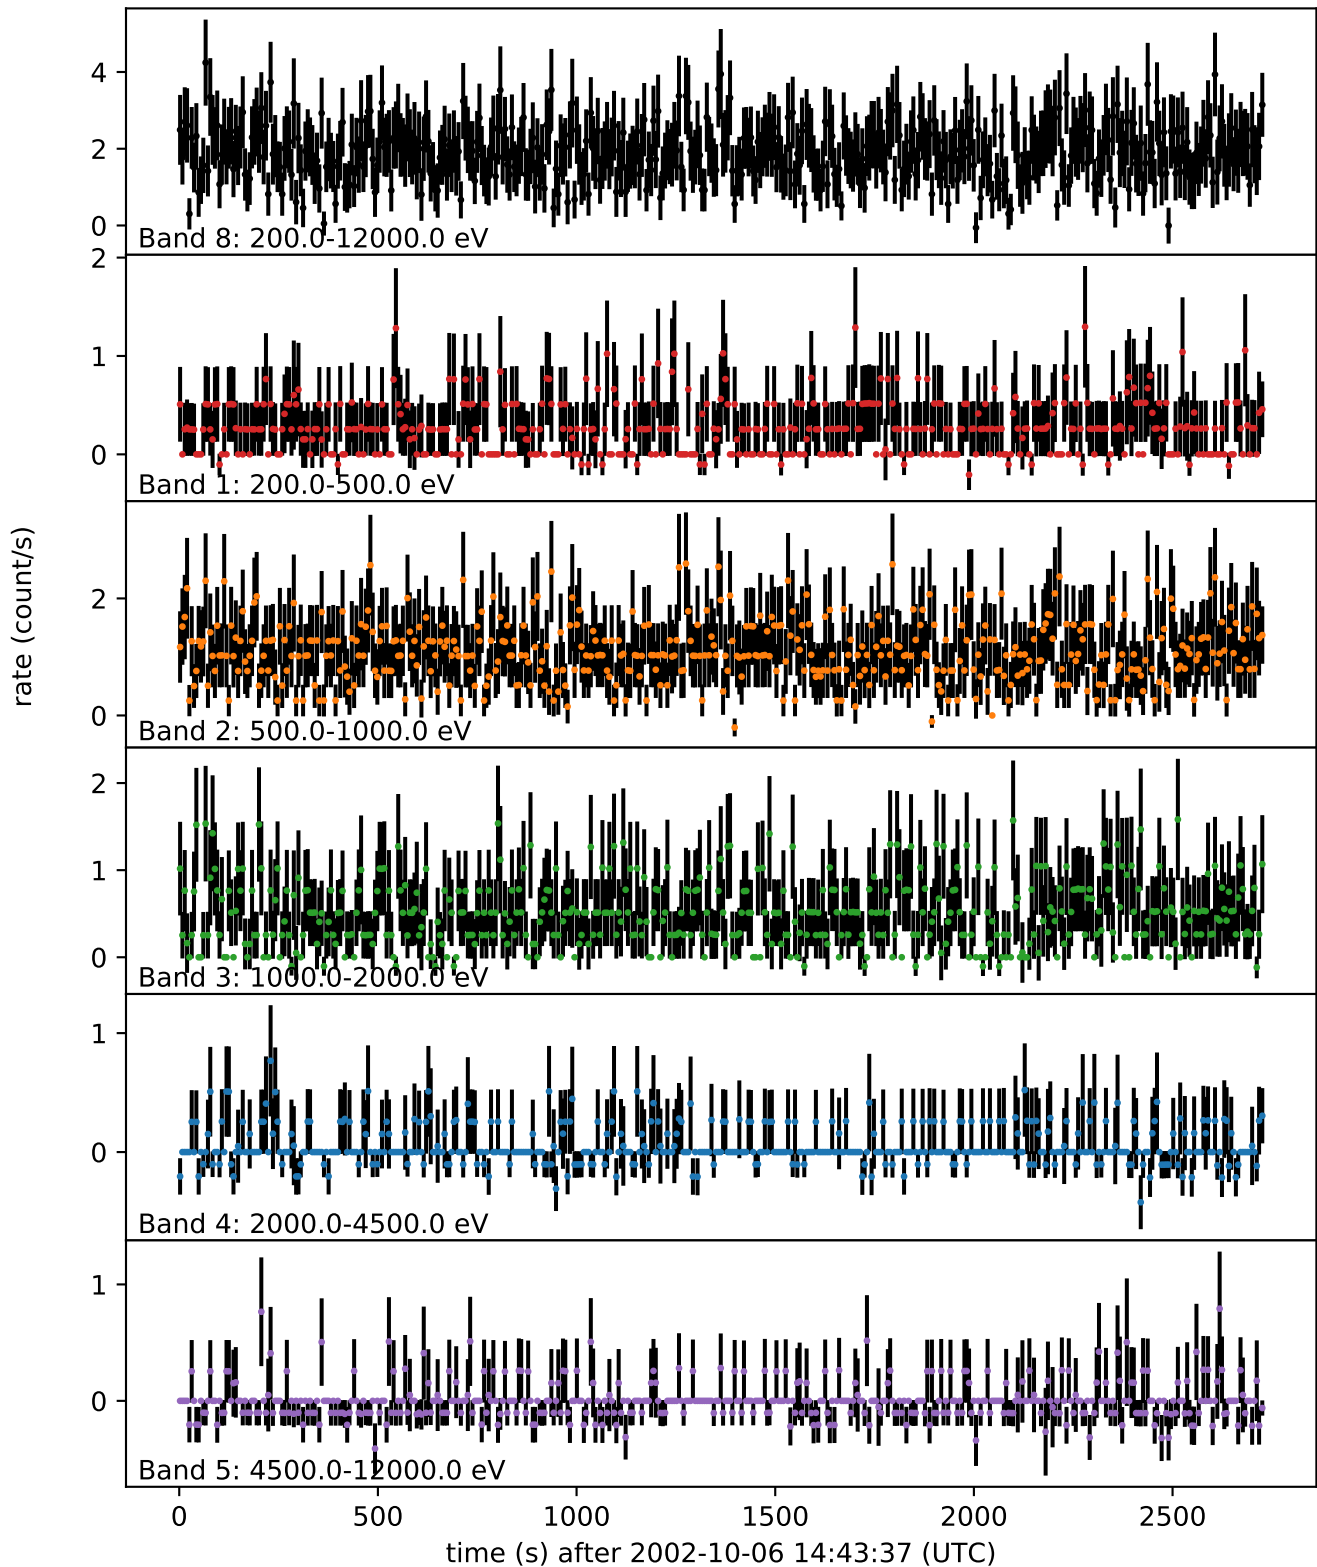 4
2
0
Band 8: 200.0-12000.0 eV
2
1
0
Band 1: 200.0-500.0 eV
2
0
Band 2: 500.0-1000.0 eV
rate (count/s)
2
1
0
Band 3: 1000.0-2000.0 eV
1
0
Band 4: 2000.0-4500.0 eV
1
0
Band 5: 4500.0-12000.0 eV
0 500 1000 1500 2000 2500
time (s) after 2002-10-06 14:43:37 (UTC)